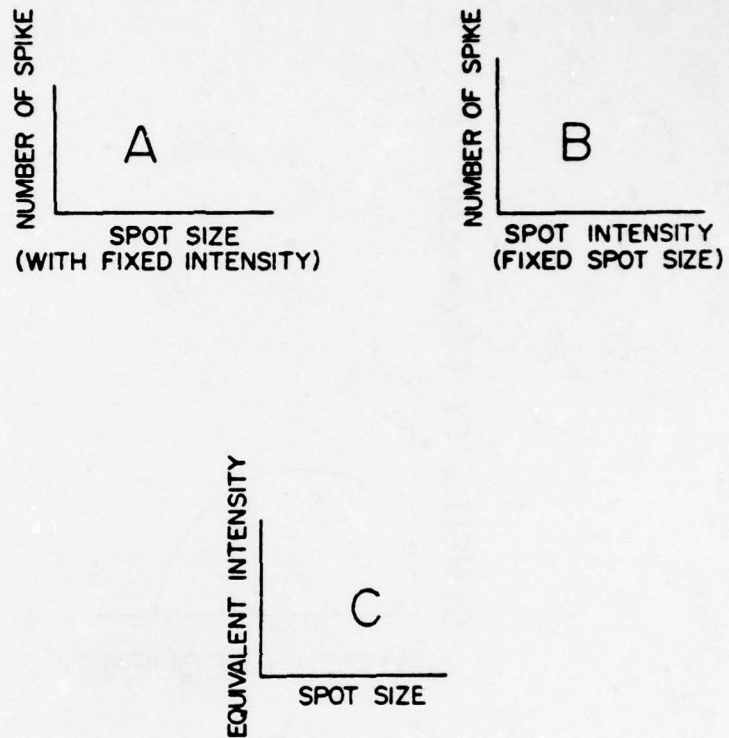 NUMBER OF SPIKE
A
SPOT SIZE
(WITH FIXED INTENSITY)
NUMBER OF SPIKE
B
SPOT INTENSITY
(FIXED SPOT SIZE)
EQUIVALENT INTENSITY
C
SPOT SIZE